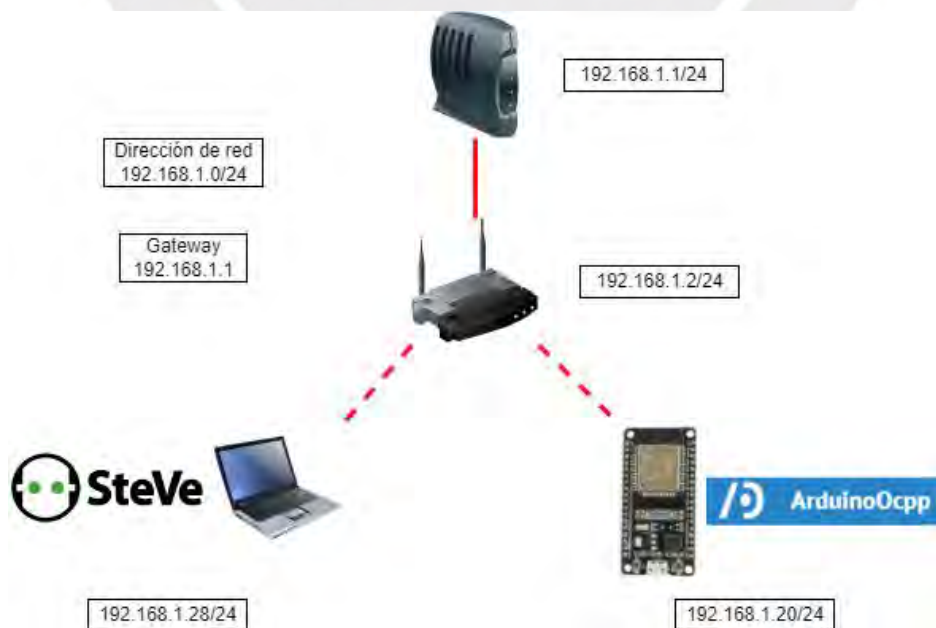 192.168.1.1/24
Dirección de red
192.168.1.0/24
Gateway
192.168.1.1
192.168.1.2/24
SteVe
ArduinoOcpp
192.168.1.28/24
192.168.1.20/24